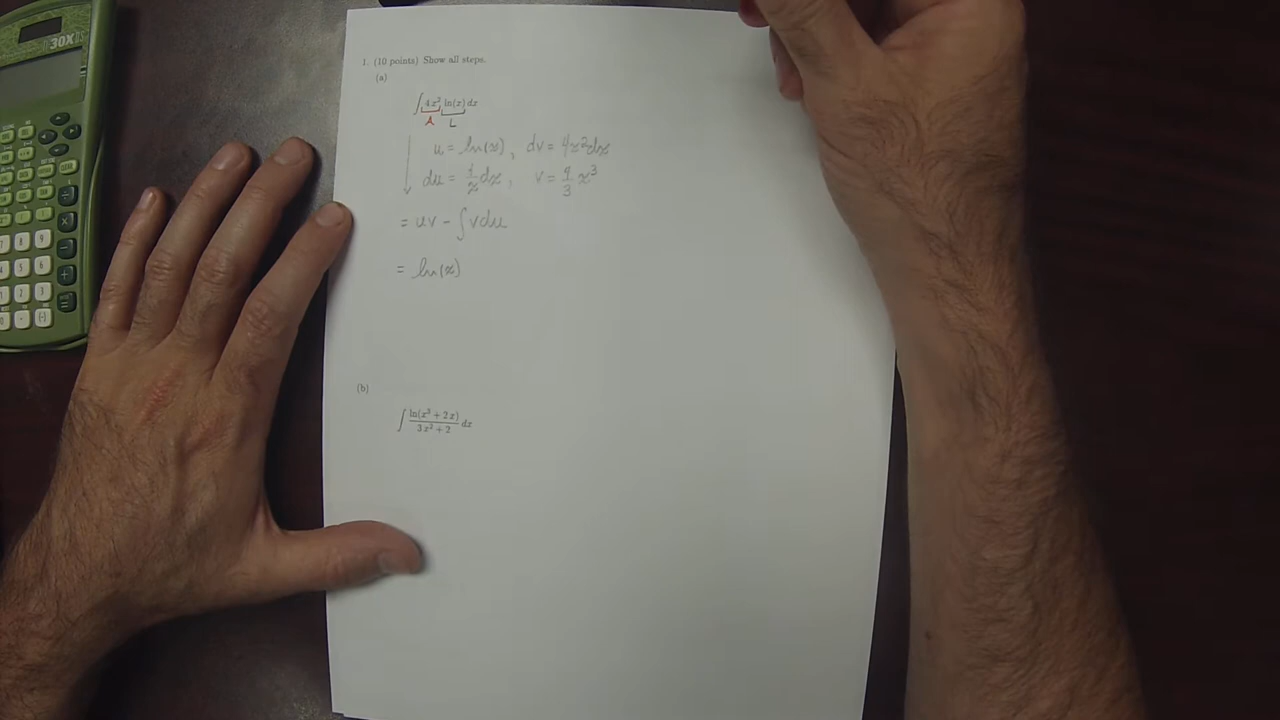 30X
1. (10 points) Show all steps.
(a)
∫ 4x² ln(x) dx
A L
u = ln(x), dv = 4x²dx
du = 1/x dx, v = 4/3 x³
= uv - ∫vdu
= ln(x)
(b)
∫ ln(x³ + 2x)/(3x² + 2) dx